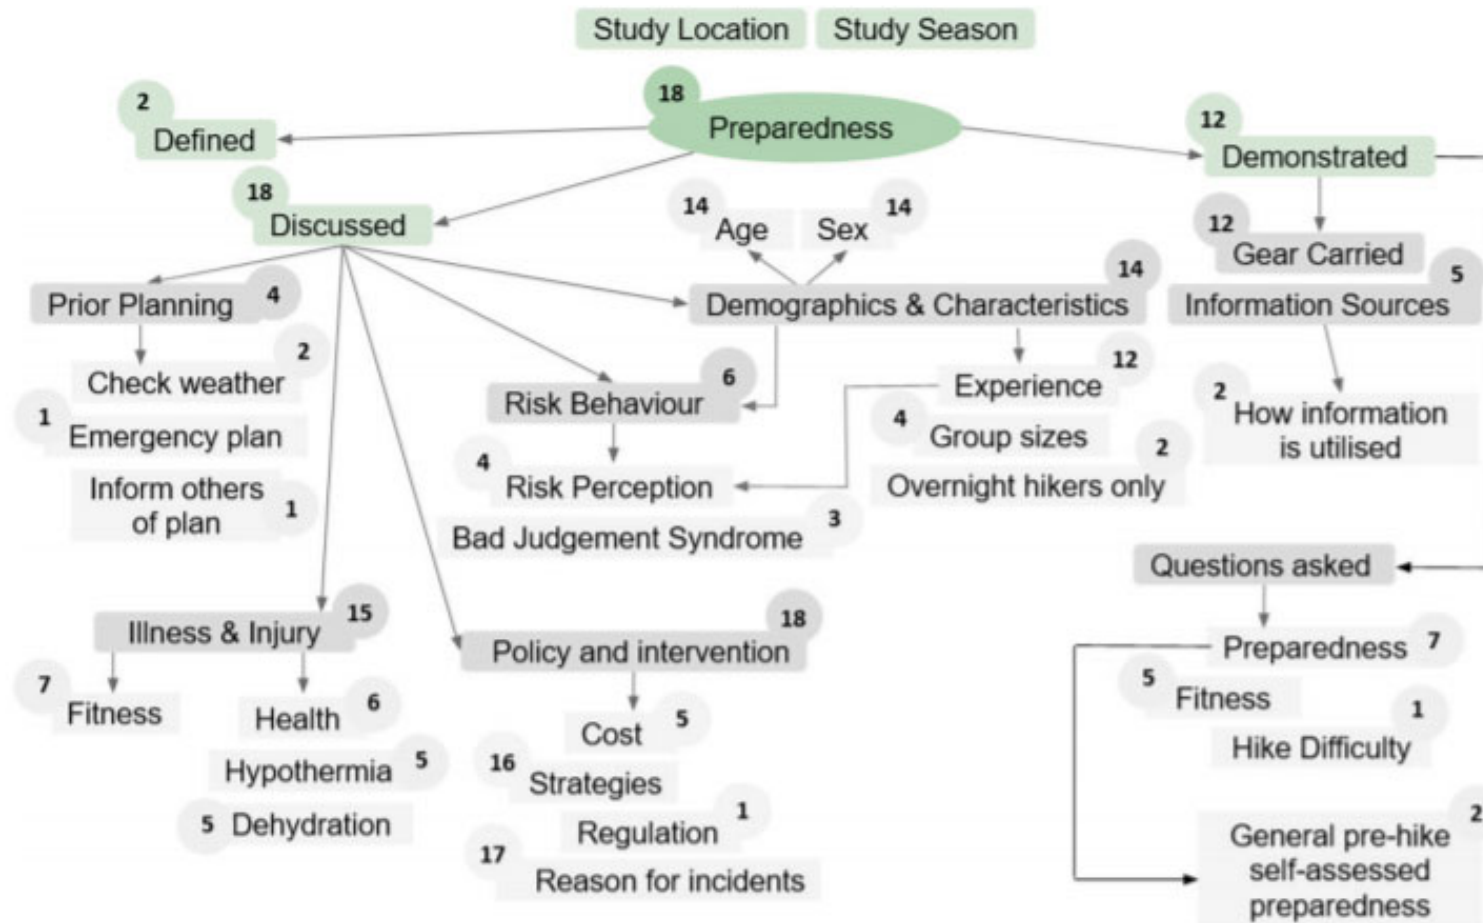 Study Location Study Season
18
Preparedness
2
Defined
12
Demonstrated
18
Discussed
14 Age
Sex 14
12
Gear Carried
Prior Planning 4
Demographics & Characteristics 14
Information Sources 5
Check weather 2
1 Emergency plan
Inform others
of plan 1
Risk Behaviour 6
4 Risk Perception
Bad Judgement Syndrome 3
Experience 12
4 Group sizes
Overnight hikers only 2
2
How information
is utilised
Illness & Injury 15
7 Fitness
Health 6
Hypothermia 5
5 Dehydration
Policy and intervention 18
Cost 5
16 Strategies
Regulation 1
17 Reason for incidents
Questions asked
Preparedness 7
5 Fitness
Hike Difficulty 1
2
General pre-hike
self-assessed
preparedness